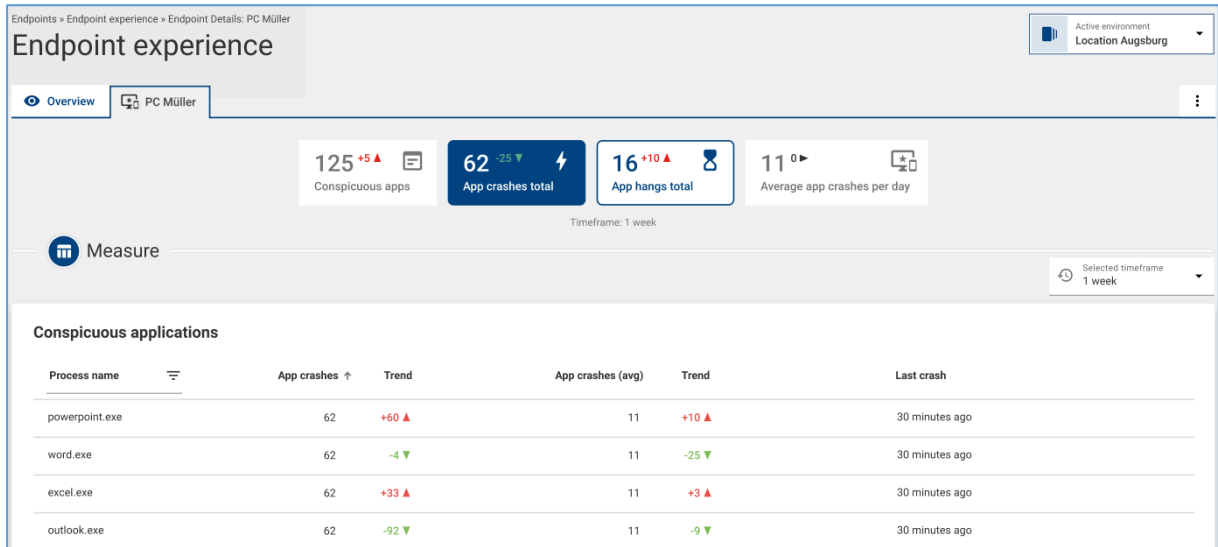 Endpoints » Endpoint experience » Endpoint Details: PC Müller
Endpoint experience
Active environment
Location Augsburg
Overview
PC Müller
125 +5 ▲
Conspicuous apps
62 -25 ▼
App crashes total
16 +10 ▲
App hangs total
11 0 ►
Average app crashes per day
Timeframe: 1 week
Measure
Selected timeframe
1 week
Conspicuous applications
Process name App crashes ↑ Trend App crashes (avg) Trend Last crash
powerpoint.exe 62 +60 ▲ 11 +10 ▲ 30 minutes ago
word.exe 62 -4 ▼ 11 -25 ▼ 30 minutes ago
excel.exe 62 +33 ▲ 11 +3 ▲ 30 minutes ago
outlook.exe 62 -92 ▼ 11 -9 ▼ 30 minutes ago